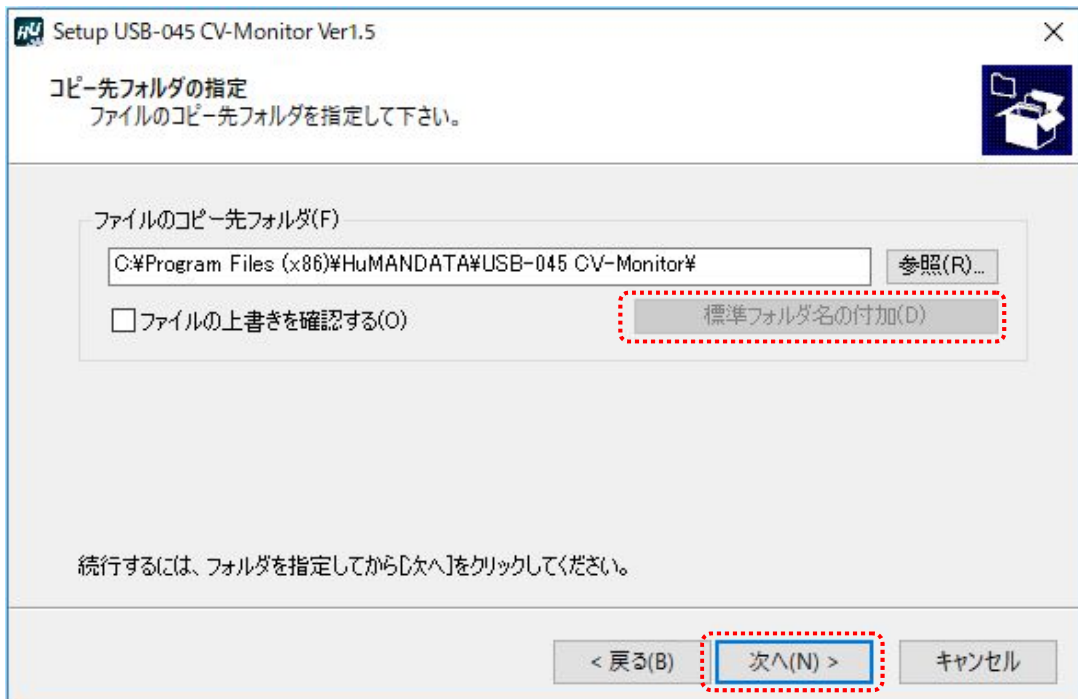 Setup USB-045 CV-Monitor Ver1.5
コピー先フォルダの指定
ファイルのコピー先フォルダを指定して下さい。
ファイルのコピー先フォルダ(F)
C:¥Program Files (x86)¥HuMANDATA¥USB-045 CV-Monitor¥
参照(R)...
ファイルの上書きを確認する(O)
標準フォルダ名の付加(D)
続行するには、フォルダを指定してから[次へ]をクリックしてください。
< 戻る(B)
次へ(N) >
キャンセル